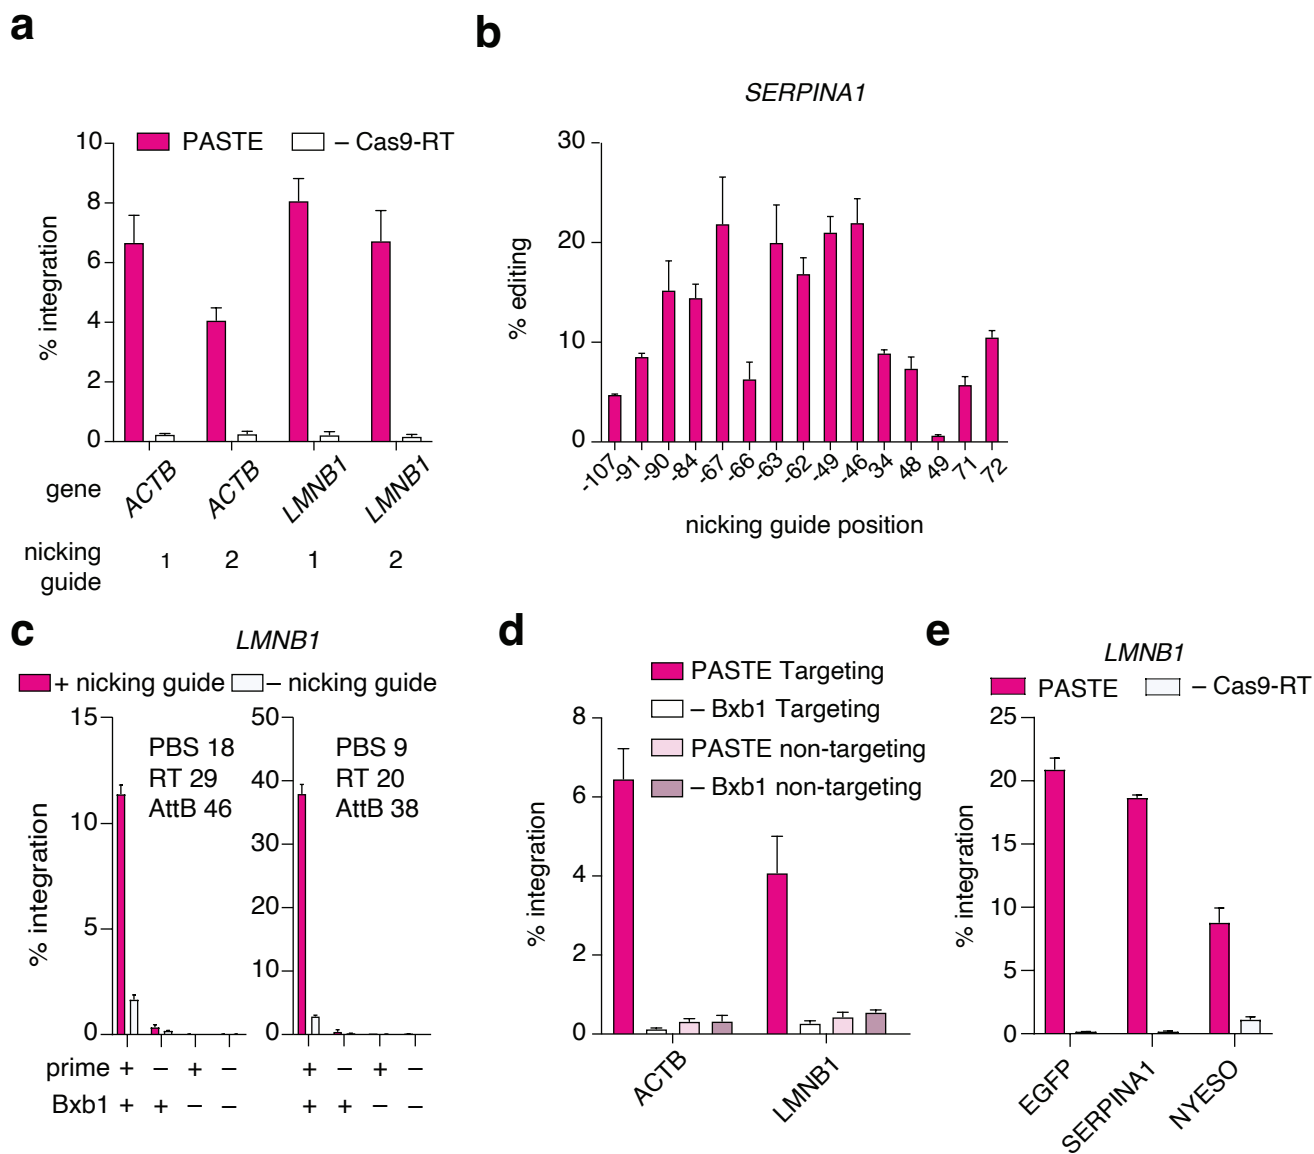 a
PASTE – Cas9-RT
% integration
10
8
6
4
2
0
gene
ACTB ACTB LMNB1 LMNB1
nicking guide
1 2 1 2
b
SERPINA1
% editing
30
20
10
0
-107 -91 -90 -84 -67 -66 -63 -62 -49 -46 34 48 49 71 72
nicking guide position
c
LMNB1
+ nicking guide – nicking guide
% integration
15
10
5
0
PBS 18
RT 29
AttB 46
50
40
30
20
10
0
PBS 9
RT 20
AttB 38
prime + – + – + – + –
Bxb1 + + – – + + – –
d
PASTE Targeting
– Bxb1 Targeting
PASTE non-targeting
– Bxb1 non-targeting
% integration
8
6
4
2
0
ACTB LMNB1
e
LMNB1
PASTE – Cas9-RT
% integration
25
20
15
10
5
0
EGFP SERPINA1 NYESO